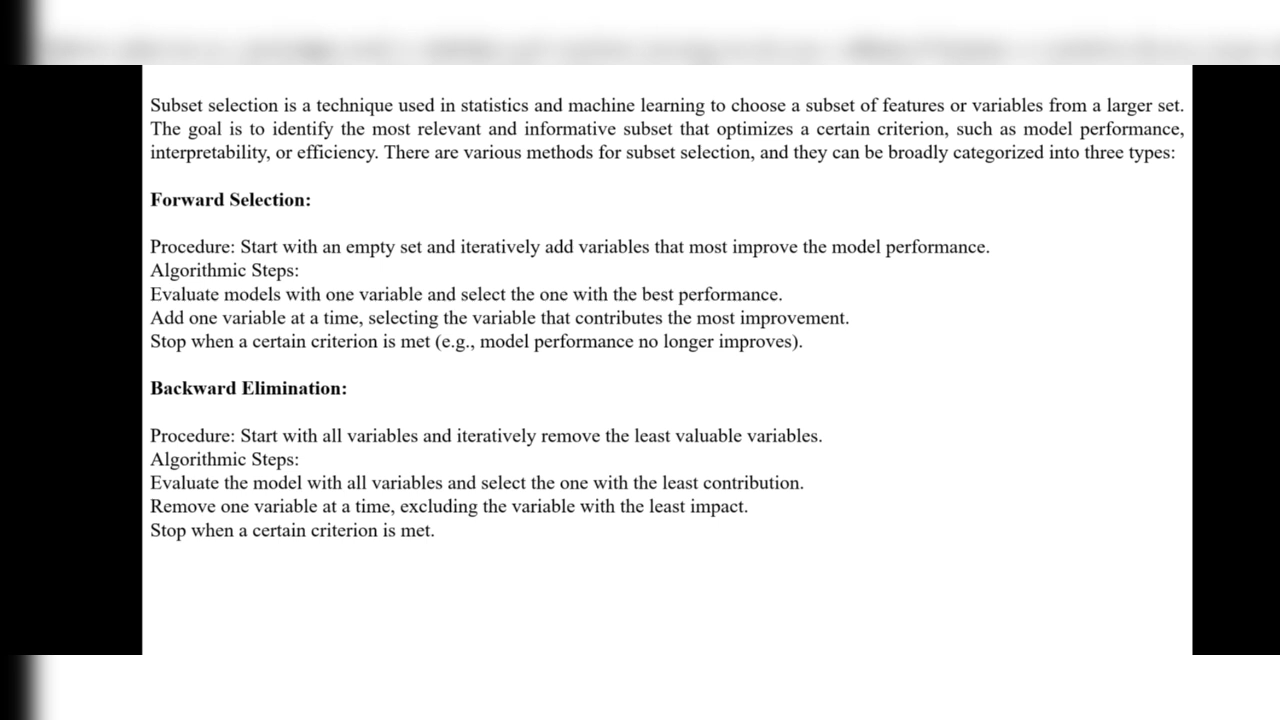 Subset selection is a technique used in statistics and machine learning to choose a subset of features or variables from a larger set.
The goal is to identify the most relevant and informative subset that optimizes a certain criterion, such as model performance,
interpretability, or efficiency. There are various methods for subset selection, and they can be broadly categorized into three types:
Forward Selection:
Procedure: Start with an empty set and iteratively add variables that most improve the model performance.
Algorithmic Steps:
Evaluate models with one variable and select the one with the best performance.
Add one variable at a time, selecting the variable that contributes the most improvement.
Stop when a certain criterion is met (e.g., model performance no longer improves).
Backward Elimination:
Procedure: Start with all variables and iteratively remove the least valuable variables.
Algorithmic Steps:
Evaluate the model with all variables and select the one with the least contribution.
Remove one variable at a time, excluding the variable with the least impact.
Stop when a certain criterion is met.